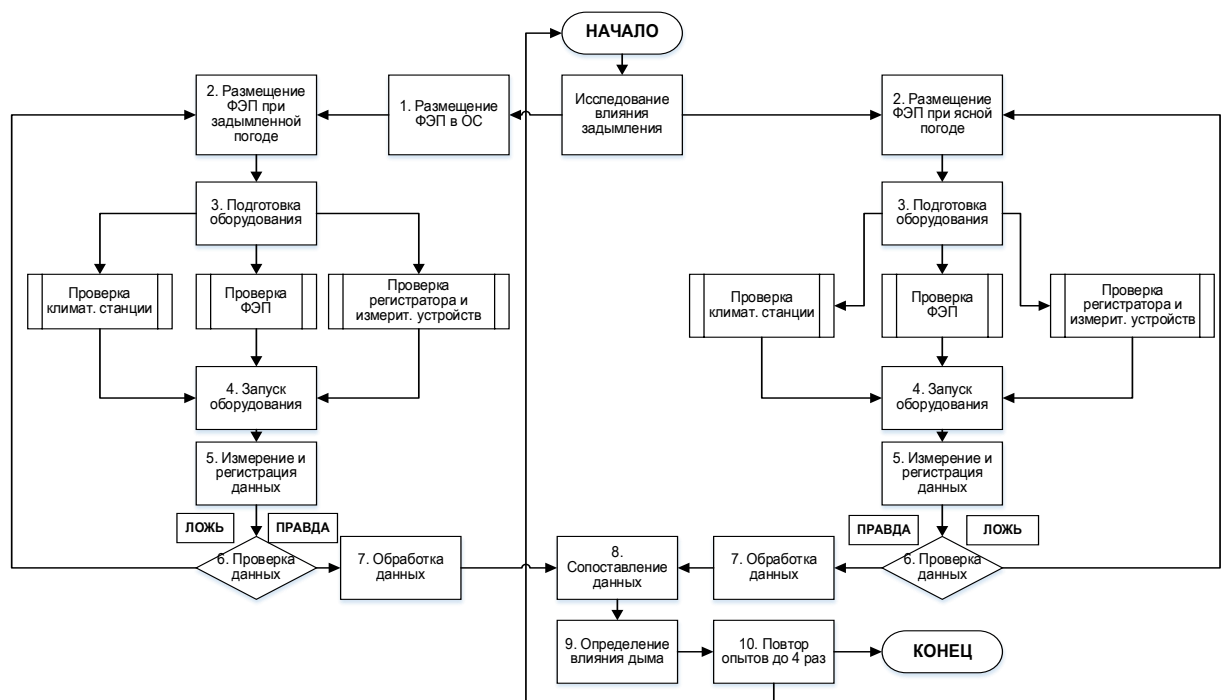 НАЧАЛО
2. Размещение
ФЭП при
задымленной
погоде
1. Размещение
ФЭП в ОС
Исследование
влияния
задымления
2. Размещение
ФЭП при ясной
погоде
3. Подготовка
оборудования
3. Подготовка
оборудования
Проверка
климат. станции
Проверка
ФЭП
Проверка
регистратора и
измерит. устройств
Проверка
климат. станции
Проверка
ФЭП
Проверка
регистратора и
измерит. устройств
4. Запуск
оборудования
4. Запуск
оборудования
5. Измерение и
регистрация
данных
5. Измерение и
регистрация
данных
ЛОЖЬ
ПРАВДА
ПРАВДА
ЛОЖЬ
6. Проверка
данных
7. Обработка
данных
8.
Сопоставление
данных
7. Обработка
данных
6. Проверка
данных
9. Определение
влияния дыма
10. Повтор
опытов до 4 раз
КОНЕЦ